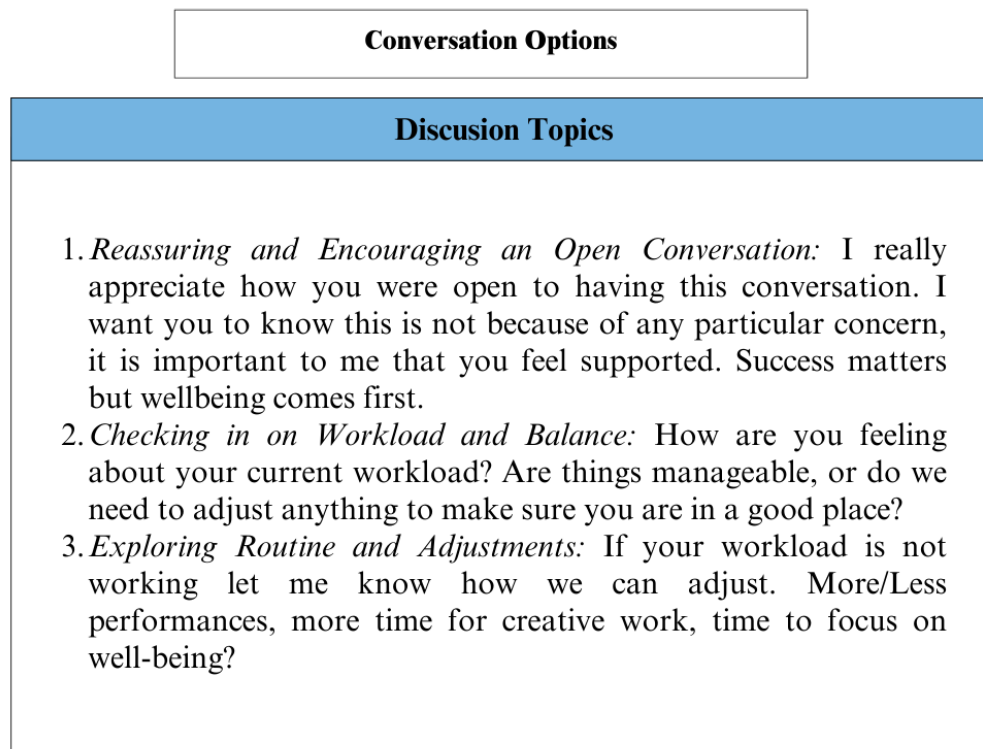 Conversation Options
Discusion Topics
1. Reassuring and Encouraging an Open Conversation: I really
appreciate how you were open to having this conversation. I
want you to know this is not because of any particular concern,
it is important to me that you feel supported. Success matters
but wellbeing comes first.
2. Checking in on Workload and Balance: How are you feeling
about your current workload? Are things manageable, or do we
need to adjust anything to make sure you are in a good place?
3. Exploring Routine and Adjustments: If your workload is not
working let me know how we can adjust. More/Less
performances, more time for creative work, time to focus on
well-being?